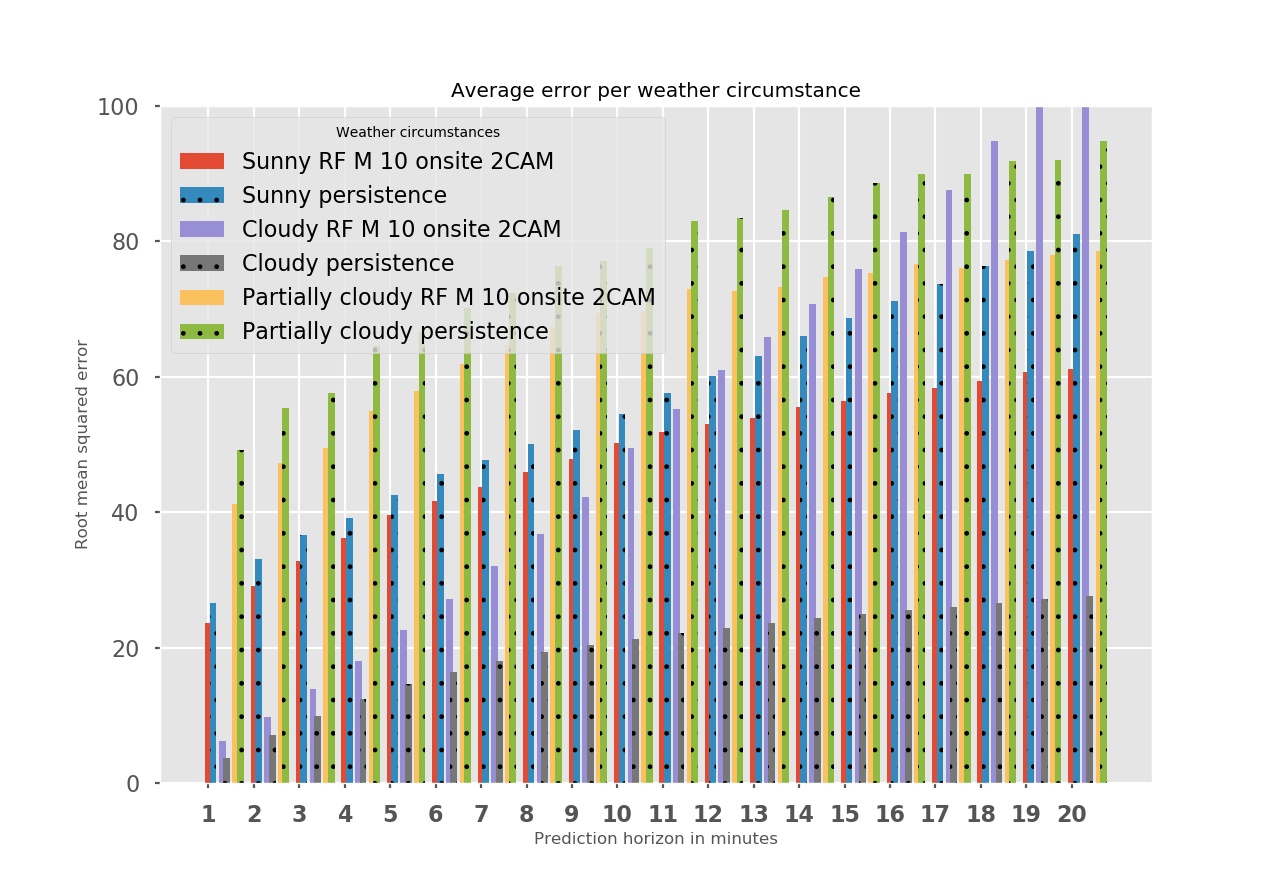 Average error per weather circumstance
100
80
60
40
20
0
Root mean squared error
Weather circumstances
Sunny RF M 10 onsite 2CAM
Sunny persistence
Cloudy RF M 10 onsite 2CAM
Cloudy persistence
Partially cloudy RF M 10 onsite 2CAM
Partially cloudy persistence
1 2 3 4 5 6 7 8 9 10 11 12 13 14 15 16 17 18 19 20
Prediction horizon in minutes